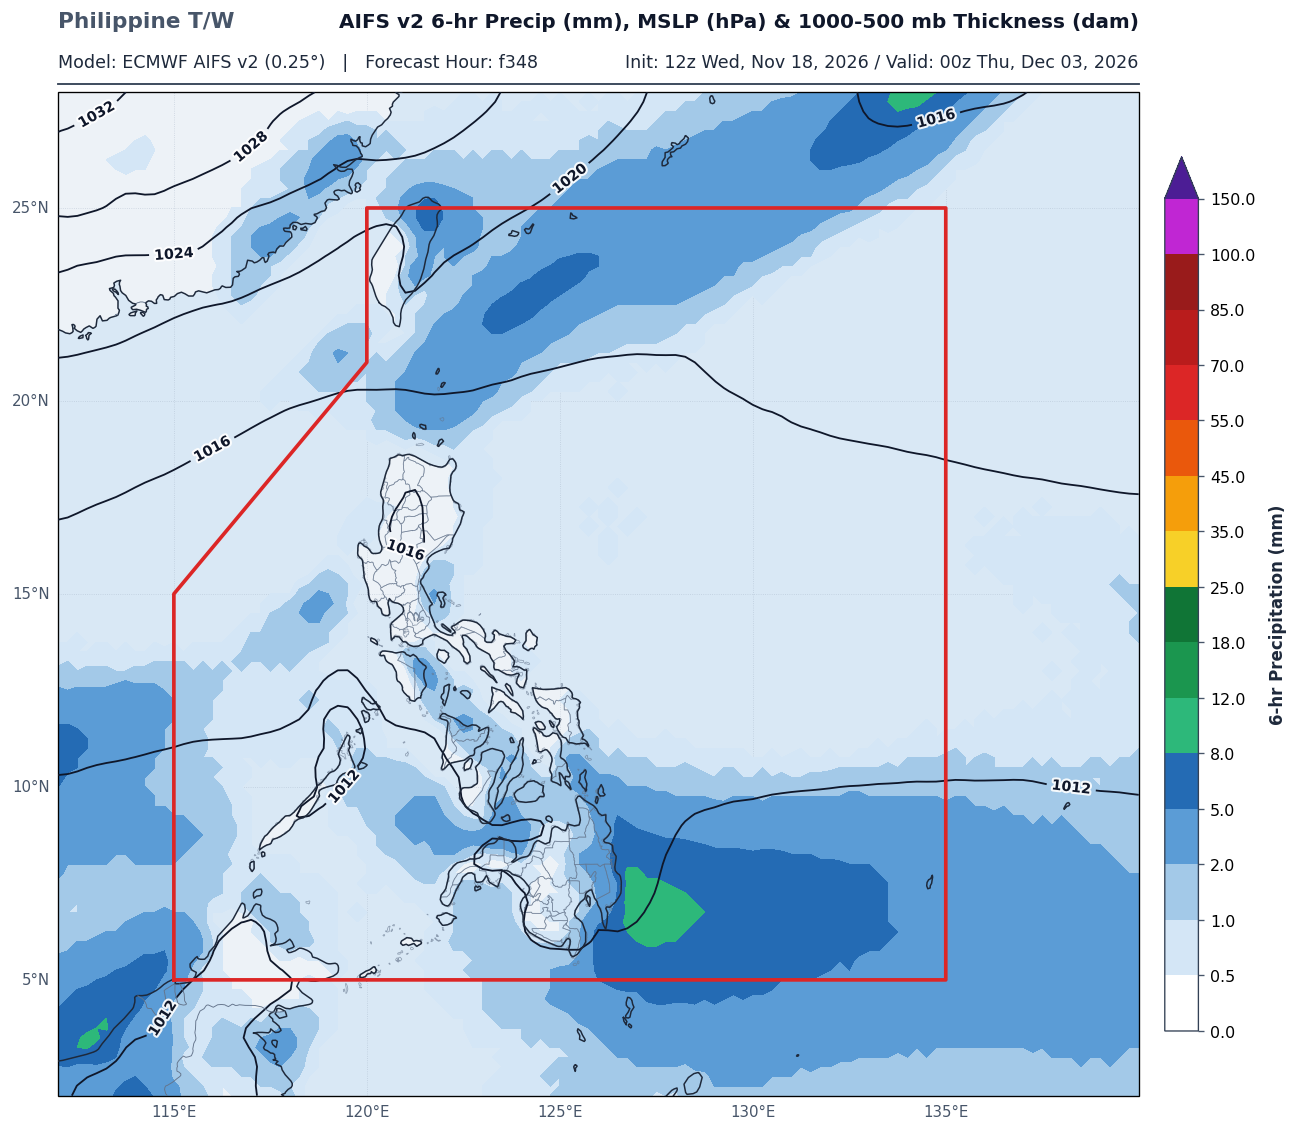 Philippine T/W
AIFS v2 6-hr Precip (mm), MSLP (hPa) & 1000-500 mb Thickness (dam)
Model: ECMWF AIFS v2 (0.25°) | Forecast Hour: f348
Init: 12z Wed, Nov 18, 2026 / Valid: 00z Thu, Dec 03, 2026
1032
1028
1016
1020
1024
1016
1016
1012
1012
1012
25°N
20°N
15°N
10°N
5°N
115°E
120°E
125°E
130°E
135°E
150.0
100.0
85.0
70.0
55.0
45.0
35.0
25.0
18.0
12.0
8.0
5.0
2.0
1.0
0.5
0.0
6-hr Precipitation (mm)